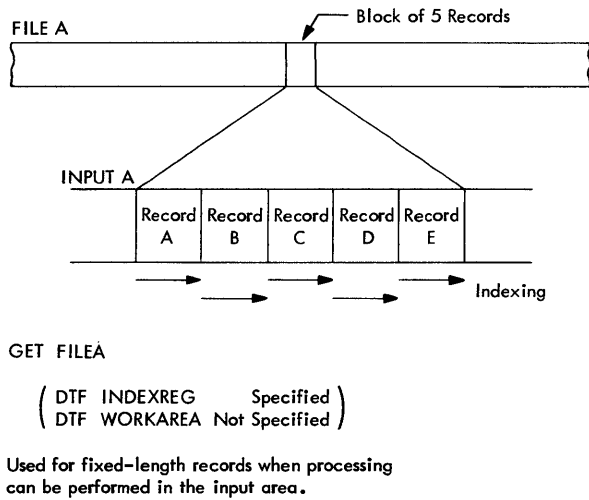 Block of 5 Records
FILE A
INPUT A
Record Record Record Record Record
A B C D E
Indexing
GET FILEA
( DTF INDEXREG Specified )
( DTF WORKAREA Not Specified )
Used for fixed-length records when processing
can be performed in the input area.